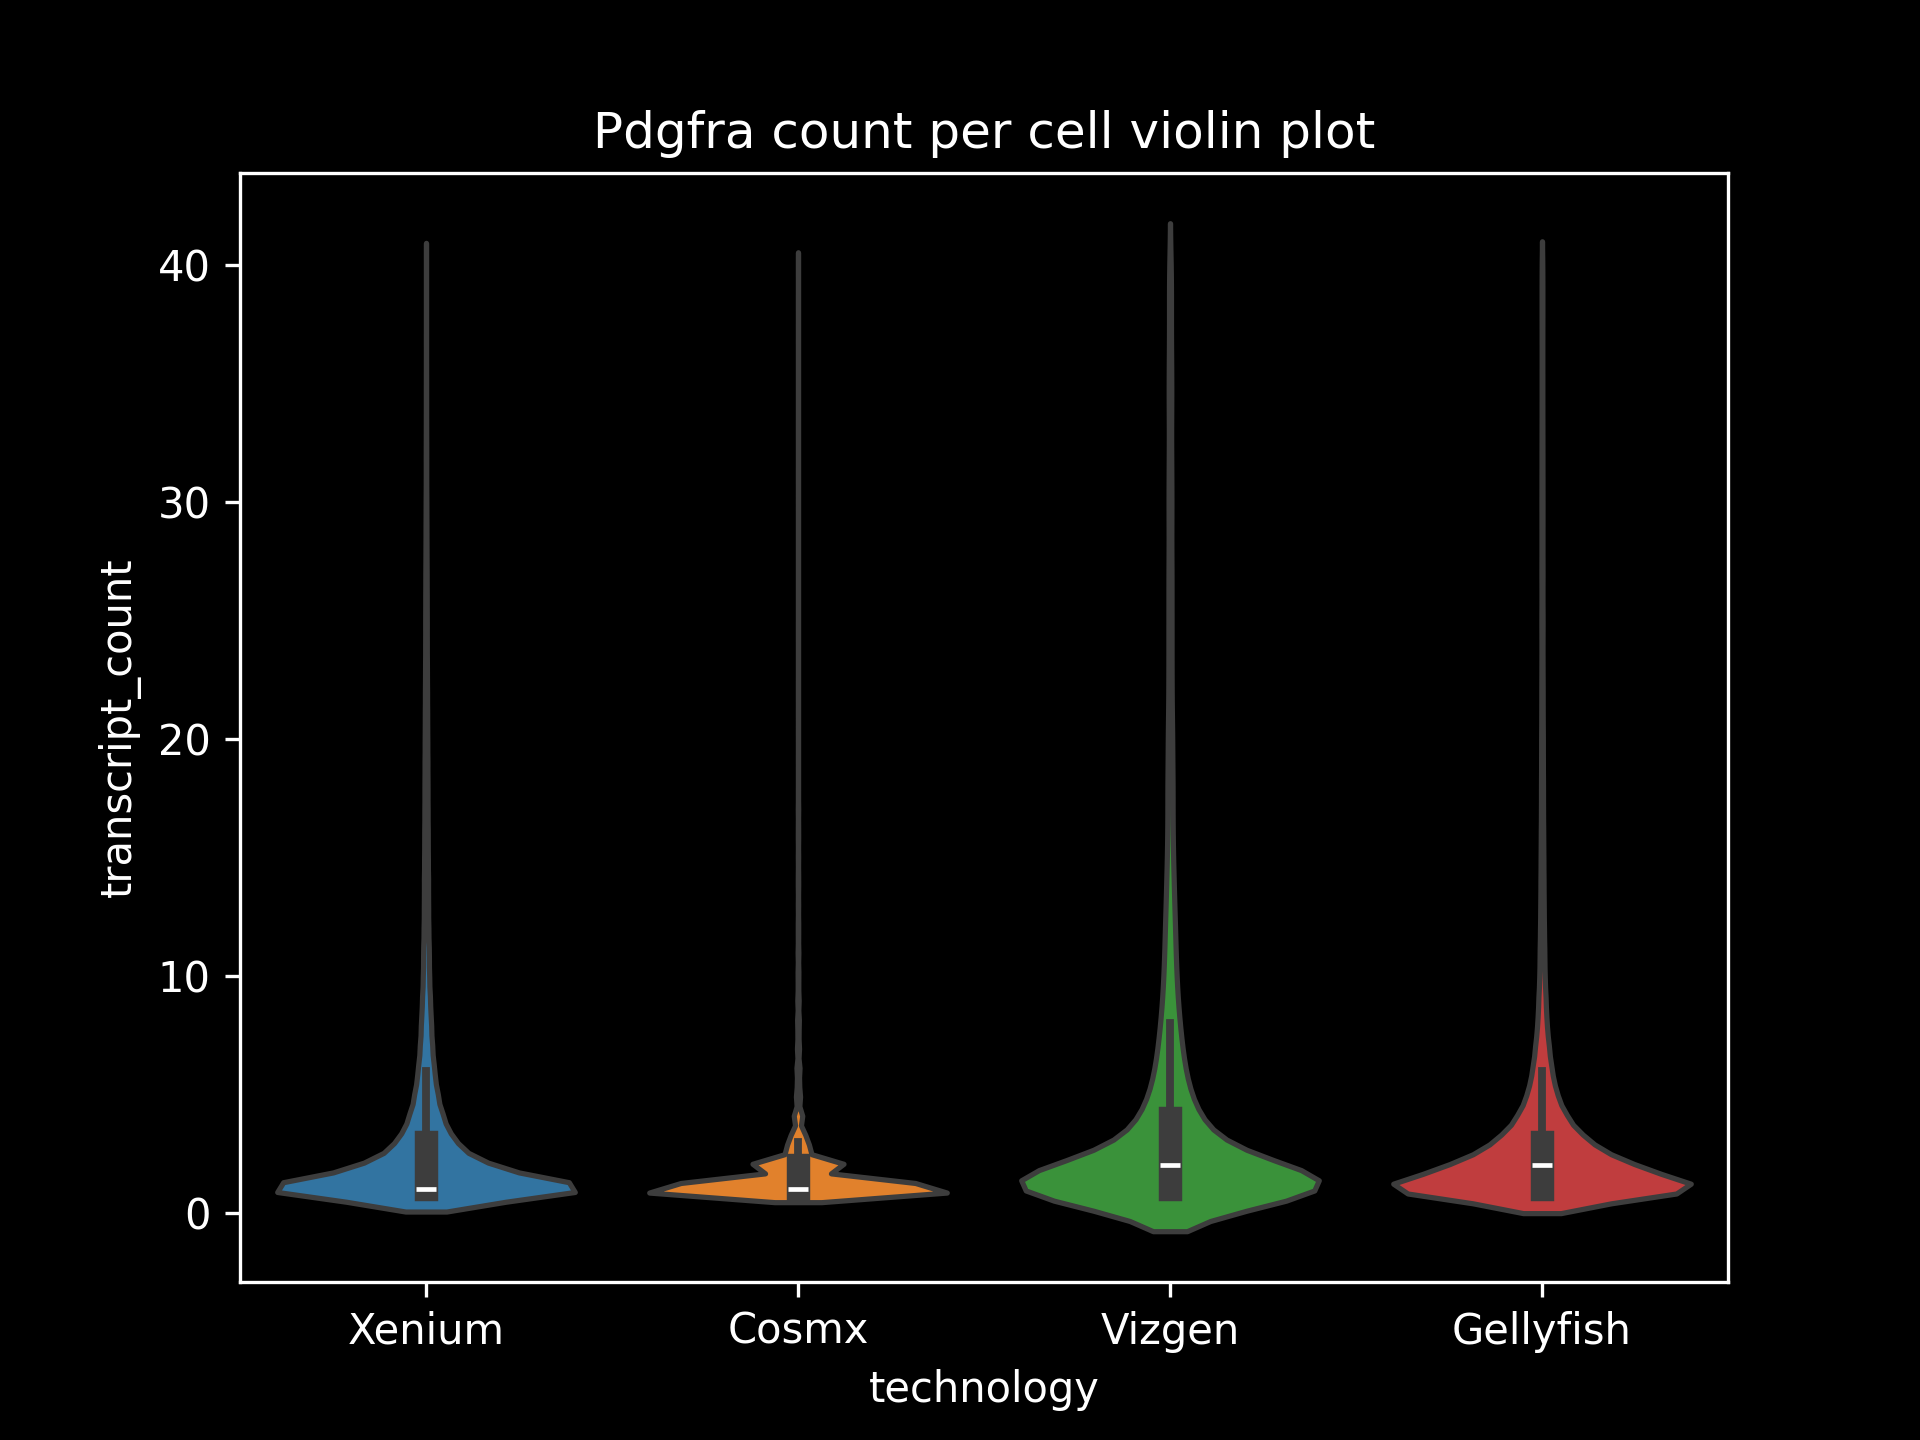 Pdgfra count per cell violin plot
transcript_count
40
30
20
10
0
Xenium Cosmx Vizgen Gellyfish
technology